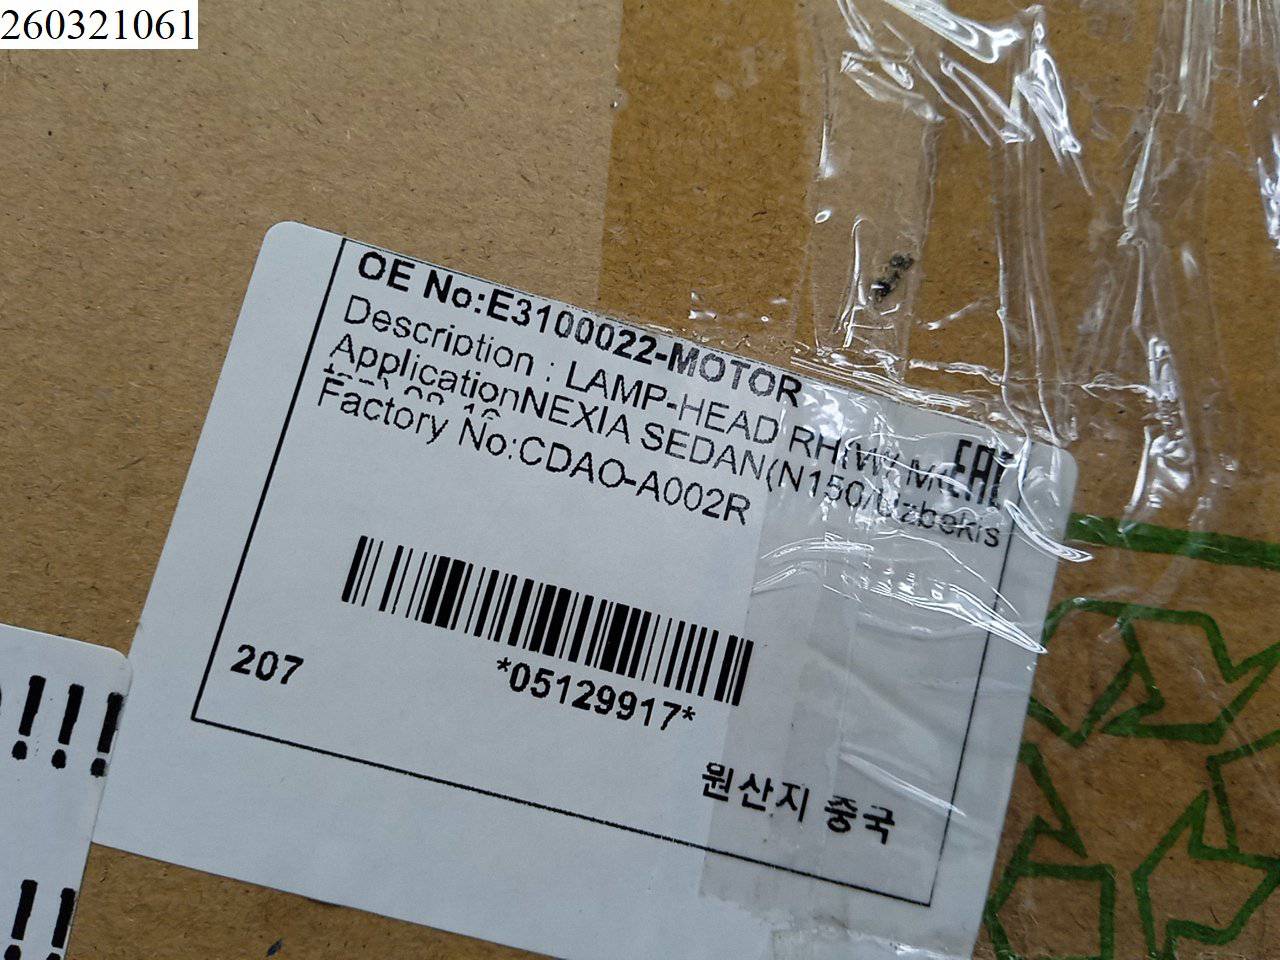 260321061
OE No:E3100022-MOTOR
Description : LAMP-HEAD RH(W/
ApplicationNEXIA SEDAN(N150/Uzbekis
Factory No:CDAO-A002R
EAC
207
*05129917*
원산지 중국
!!!
!!